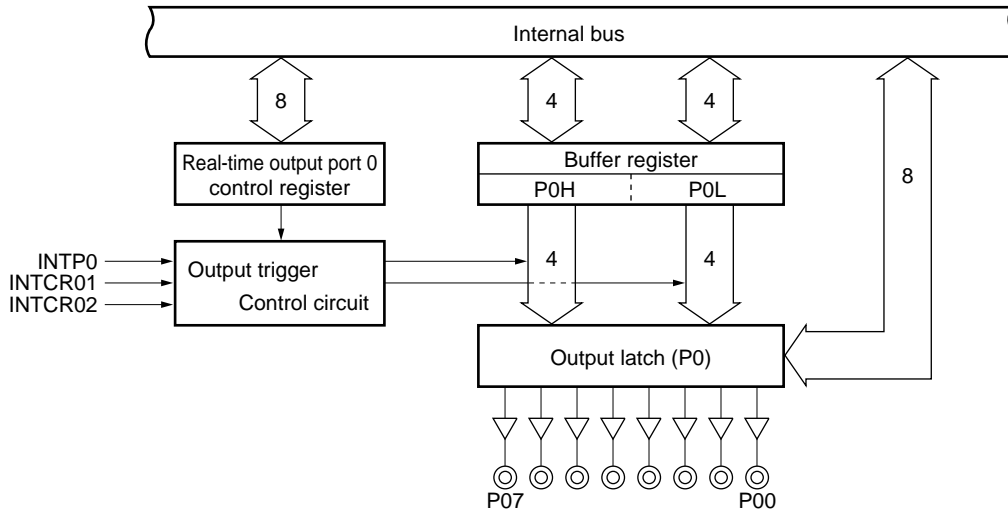 Internal bus
8
4
4
8
Real-time output port 0
control register
Buffer register
P0H
P0L
INTP0
INTCR01
INTCR02
Output trigger
Control circuit
4
4
Output latch (P0)
P07
P00